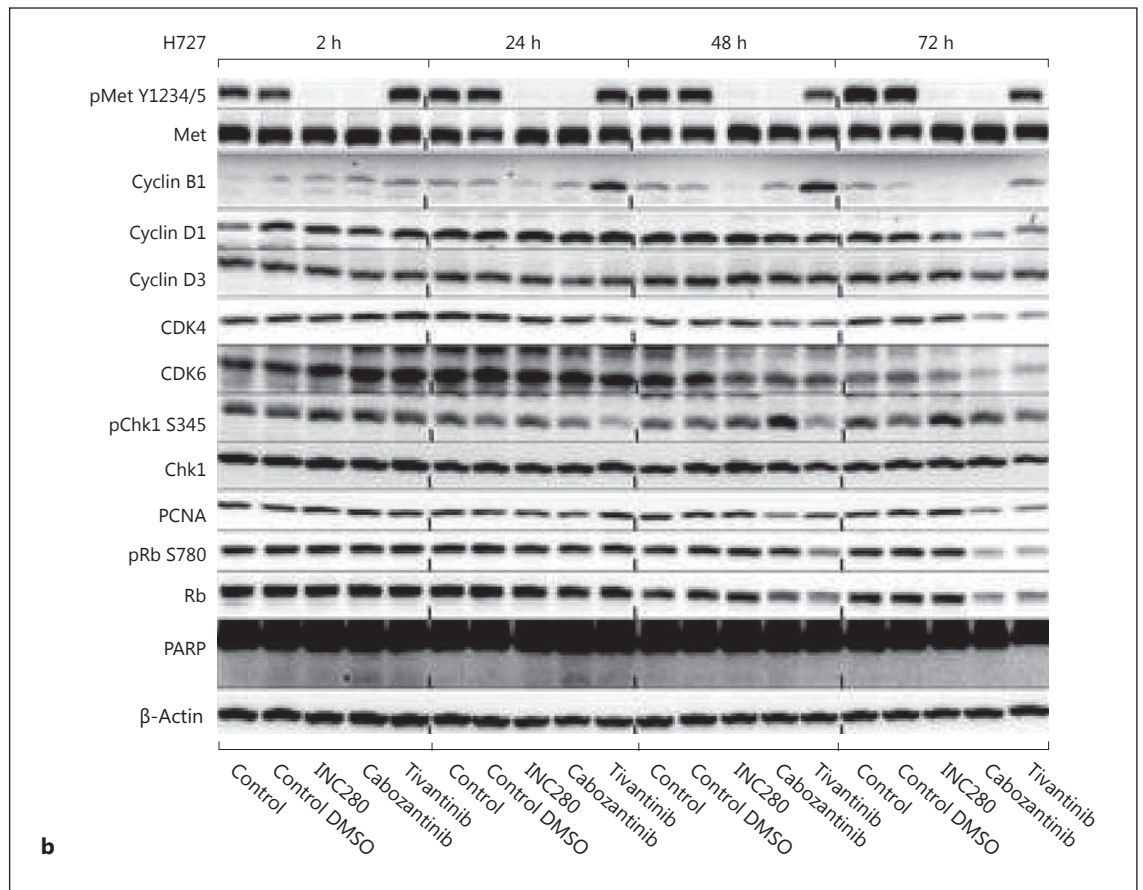 H727 2 h 24 h 48 h 72 h
pMet Y1234/5
Met
Cyclin B1
Cyclin D1
Cyclin D3
CDK4
CDK6
pChk1 S345
Chk1
PCNA
pRb S780
Rb
PARP
β-Actin
Control Control DMSO INC280 Cabozantinib Tivantinib Control Control DMSO INC280 Cabozantinib Tivantinib Control Control DMSO INC280 Cabozantinib Tivantinib Control Control DMSO INC280 Cabozantinib Tivantinib
b